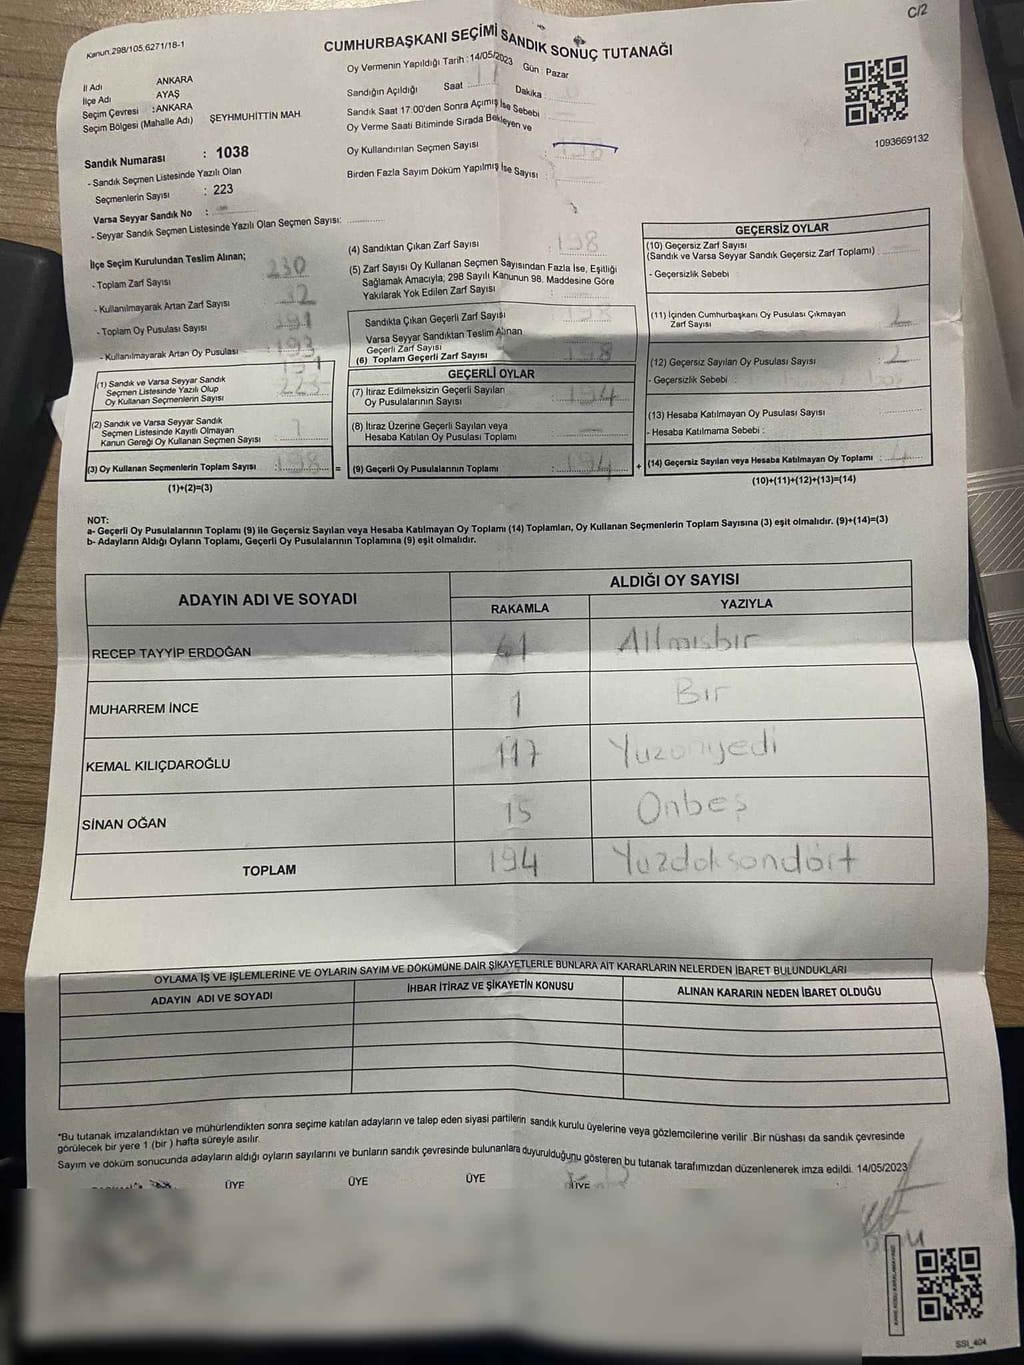 C/2
Kanun.298/105.6271/18-1
CUMHURBAŞKANI SEÇİMİ SANDIK SONUÇ TUTANAĞI
İl Adı ANKARA
İlçe Adı AYAŞ
Seçim Çevresi :ANKARA
Seçim Bölgesi (Mahalle Adı) ŞEYHMUHİTTİN MAH
Sandık Numarası : 1038
- Sandık Seçmen Listesinde Yazılı Olan
Seçmenlerin Sayısı : 223
Varsa Seyyar Sandık No :
- Seyyar Sandık Seçmen Listesinde Yazılı Olan Seçmen Sayısı:
Oy Vermenin Yapıldığı Tarih : 14/05/2023 Gün : Pazar
Sandığın Açıldığı Saat Dakika
Sandık Saat 17:00'den Sonra Açımış İse Sebebi
Oy Verme Saati Bitiminde Sırada Bekleyen ve
Oy Kullandırılan Seçmen Sayısı 198
Birden Fazla Sayım Döküm Yapılmış İse Sayısı :
1093669132
İlçe Seçim Kurulundan Teslim Alınan;
- Toplam Zarf Sayısı : 230
- Kullanılmayarak Artan Zarf Sayısı : 32
- Toplam Oy Pusulası Sayısı
- Kullanılmayarak Artan Oy Pusulası : 193
(1) Sandık ve Varsa Seyyar Sandık
Seçmen Listesinde Yazılı Olup
Oy Kullanan Seçmenlerin Sayısı 223
(2) Sandık ve Varsa Seyyar Sandık
Seçmen Listesinde Kayıtlı Olmayan
Kanun Gereği Oy Kullanan Seçmen Sayısı
(3) Oy Kullanan Seçmenlerin Toplam Sayısı : 198 =
(1)+(2)=(3)
(4) Sandıktan Çıkan Zarf Sayısı : 198
(5) Zarf Sayısı Oy Kullanan Seçmen Sayısından Fazla İse, Eşitliği
Sağlamak Amacıyla; 298 Sayılı Kanunun 98. Maddesine Göre
Yakılarak Yok Edilen Zarf Sayısı :
Sandıkta Çıkan Geçerli Zarf Sayısı : 198
Varsa Seyyar Sandıktan Teslim Alınan
Geçerli Zarf Sayısı
(6) Toplam Geçerli Zarf Sayısı : 198
GEÇERLİ OYLAR
(7) İtiraz Edilmeksizin Geçerli Sayılan
Oy Pusulalarının Sayısı : 194
(8) İtiraz Üzerine Geçerli Sayılan veya
Hesaba Katılan Oy Pusulası Toplamı
(9) Geçerli Oy Pusulalarının Toplamı : 194 +
GEÇERSİZ OYLAR
(10) Geçersiz Zarf Sayısı
(Sandık ve Varsa Seyyar Sandık Geçersiz Zarf Toplamı) :
- Geçersizlik Sebebi :
(11) İçinden Cumhurbaşkanı Oy Pusulası Çıkmayan
Zarf Sayısı : 2
(12) Geçersiz Sayılan Oy Pusulası Sayısı : 2
- Geçersizlik Sebebi :
(13) Hesaba Katılmayan Oy Pusulası Sayısı :
- Hesaba Katılmama Sebebi :
(14) Geçersiz Sayılan veya Hesaba Katılmayan Oy Toplamı : 4
(10)+(11)+(12)+(13)=(14)
NOT:
a- Geçerli Oy Pusulalarının Toplamı (9) ile Geçersiz Sayılan veya Hesaba Katılmayan Oy Toplamı (14) Toplamları, Oy Kullanan Seçmenlerin Toplam Sayısına (3) eşit olmalıdır. (9)+(14)=(3)
b- Adayların Aldığı Oyların Toplamı, Geçerli Oy Pusulalarının Toplamına (9) eşit olmalıdır.
ADAYIN ADI VE SOYADI ALDIĞI OY SAYISI
RAKAMLA YAZIYLA
RECEP TAYYİP ERDOĞAN 61 Altmışbir
MUHARREM İNCE 1 Bir
KEMAL KILIÇDAROĞLU 117 Yuzonyedi
SİNAN OĞAN 15 Onbeş
TOPLAM 194 Yuzdoksandört
OYLAMA İŞ VE İŞLEMLERİNE VE OYLARIN SAYIM VE DÖKÜMÜNE DAİR ŞİKAYETLERLE BUNLARA AİT KARARLARIN NELERDEN İBARET BULUNDUKLARI
ADAYIN ADI VE SOYADI İHBAR İTİRAZ VE ŞİKAYETİN KONUSU ALINAN KARARIN NEDEN İBARET OLDUĞU
*Bu tutanak imzalandıktan ve mühürlendikten sonra seçime katılan adayların ve talep eden siyasi partilerin sandık kurulu üyelerine veya gözlemcilerine verilir .Bir nüshası da sandık çevresinde
görülecek bir yere 1 (bir ) hafta süreyle asılır.
Sayım ve döküm sonucunda adayların aldığı oyların sayılarını ve bunların sandık çevresinde bulunanlara duyurulduğunu gösteren bu tutanak tarafımızdan düzenlenerek imza edildi. 14/05/2023
ÜYE ÜYE ÜYE ÜYE
SSI_404